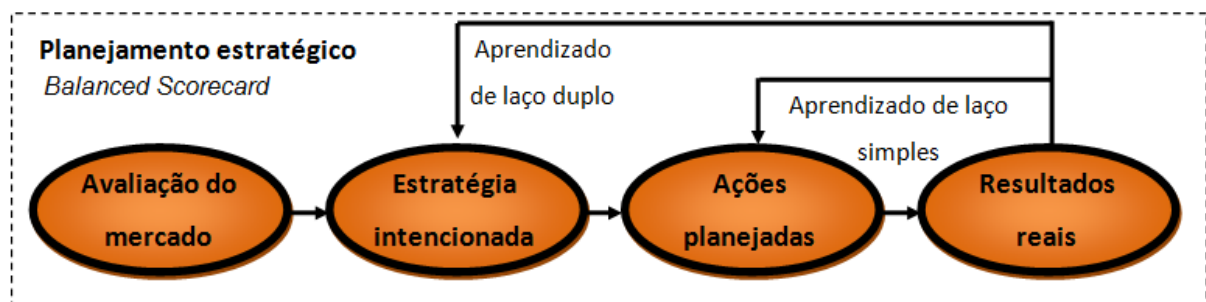 Planejamento estratégico
Balanced Scorecard
Aprendizado
de laço duplo
Aprendizado de laço
simples
Avaliação do
mercado
Estratégia
intencionada
Ações
planejadas
Resultados
reais